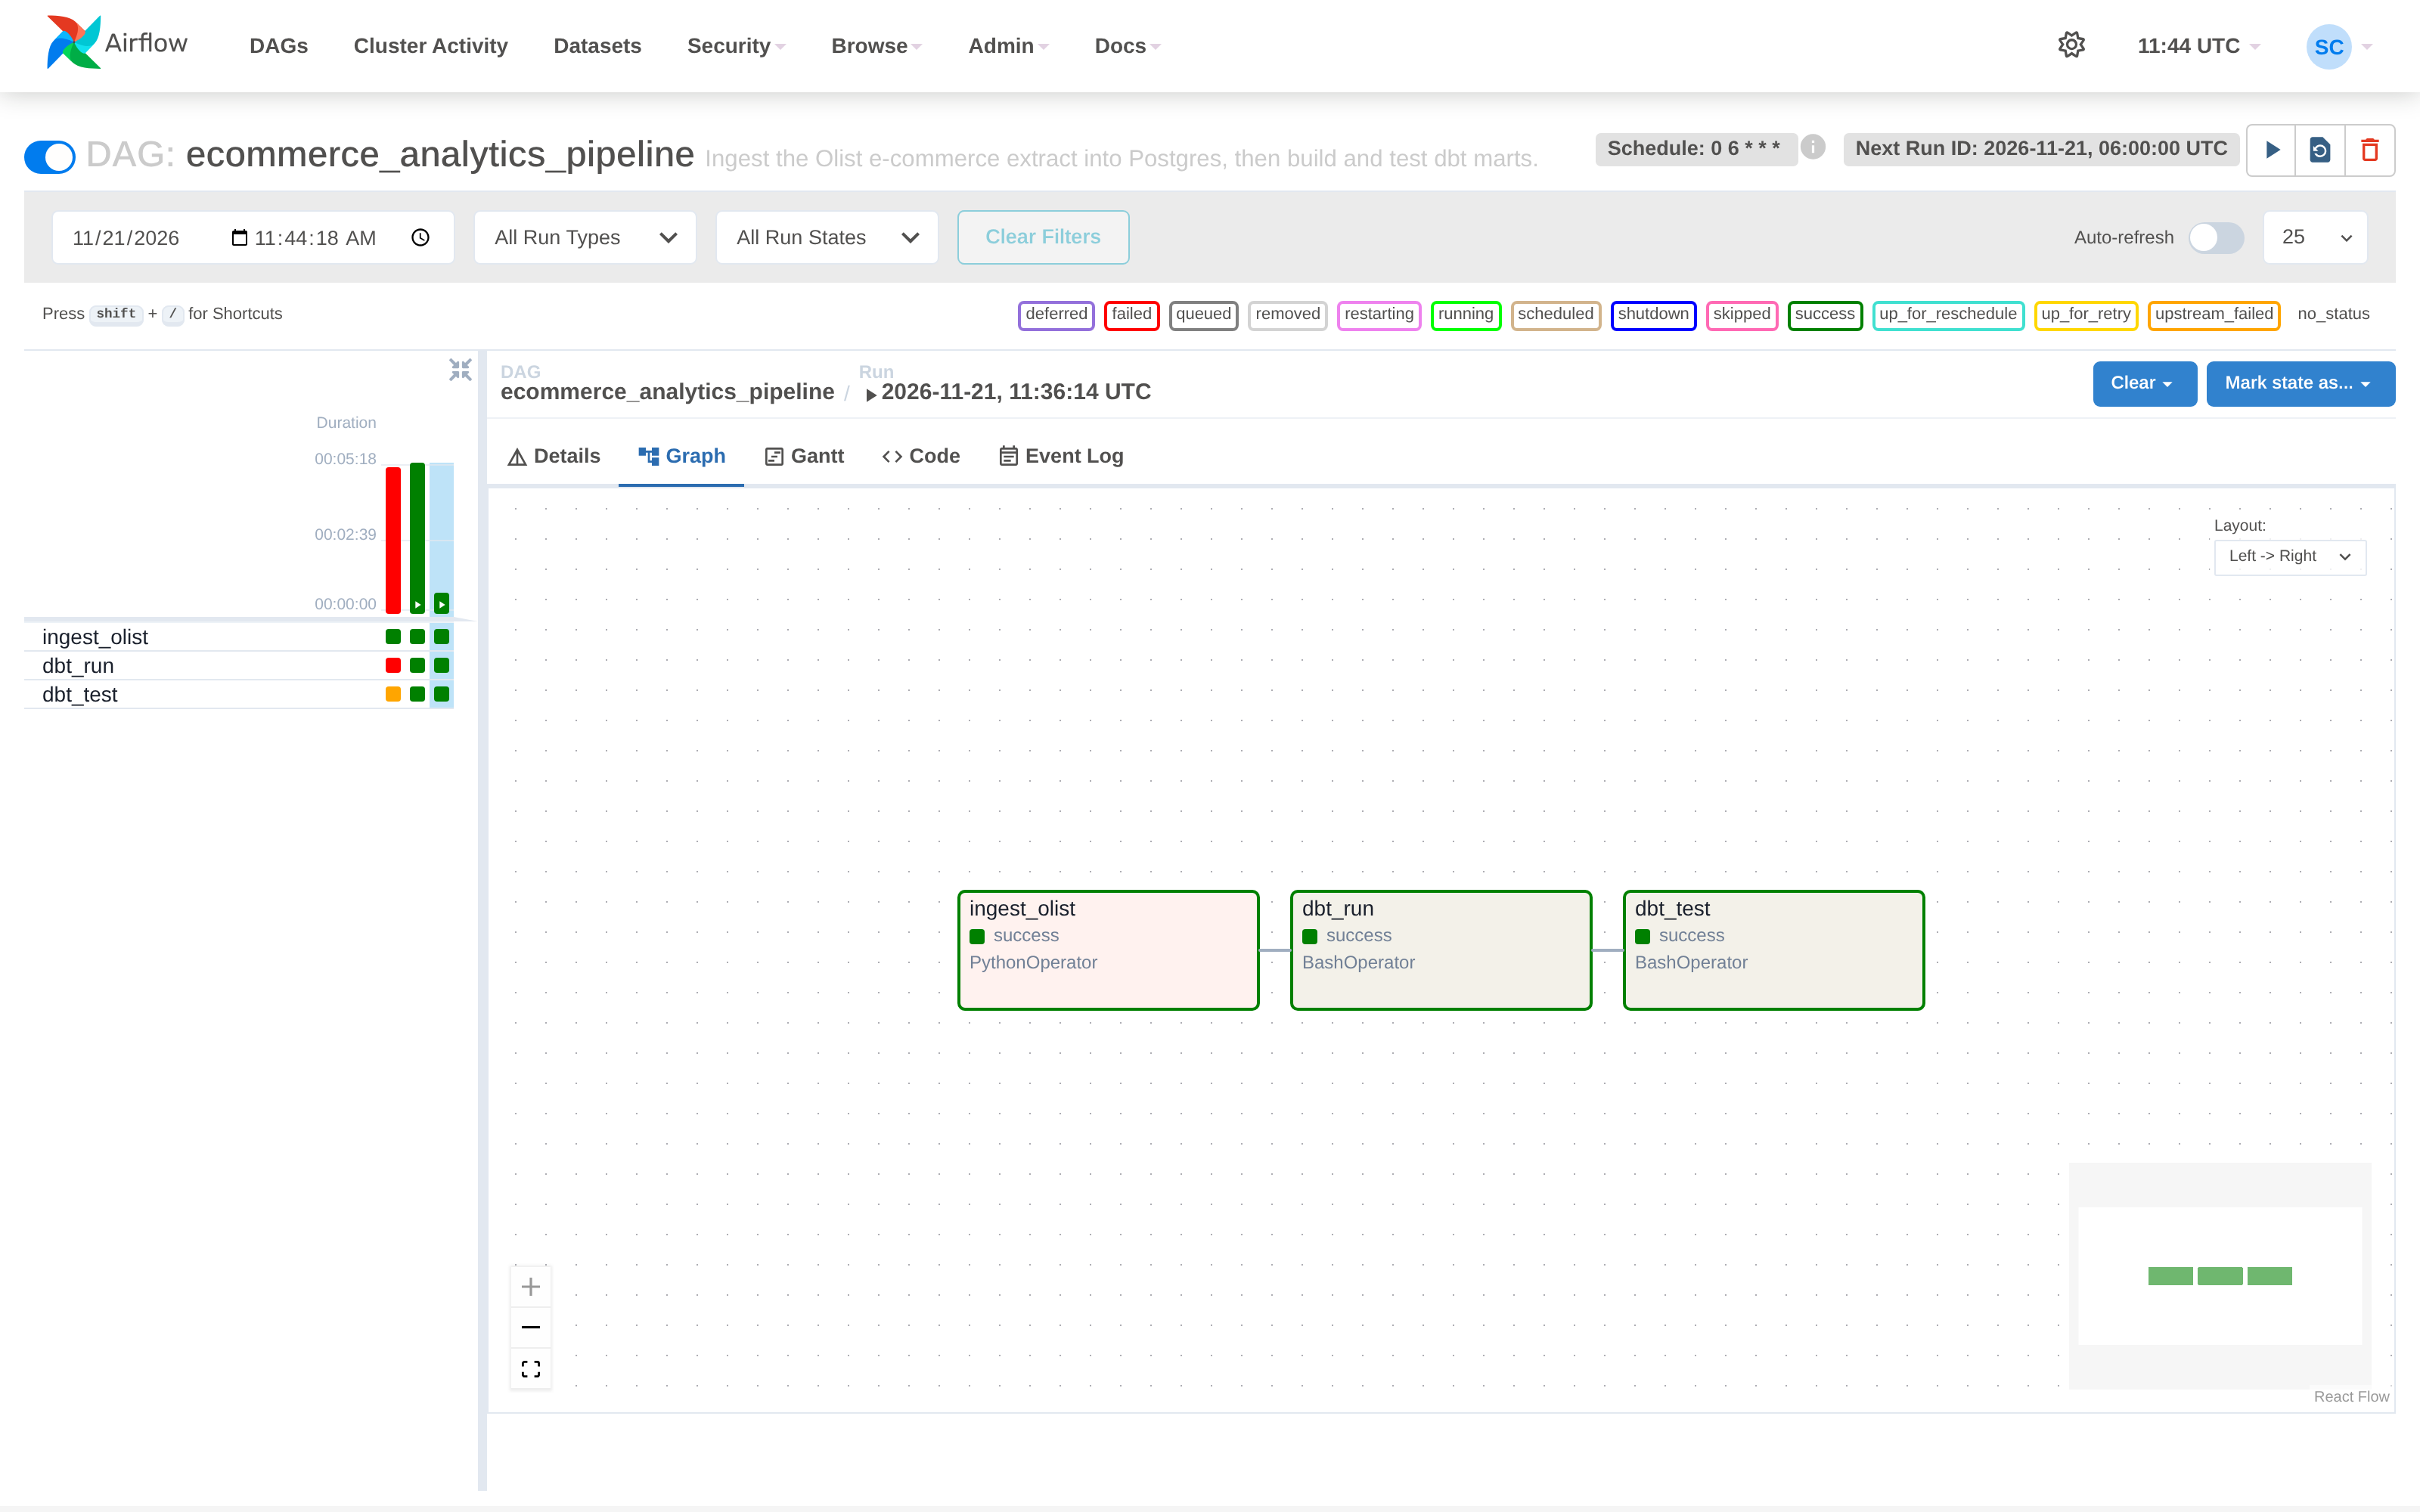 Airflow
DAGs Cluster Activity Datasets Security Browse Admin Docs 11:44 UTC SC
DAG: ecommerce_analytics_pipeline Ingest the Olist e-commerce extract into Postgres, then build and test dbt marts. Schedule: 0 6 * * * Next Run ID: 2026-11-21, 06:00:00 UTC
11/21/2026 11:44:18 AM All Run Types All Run States Clear Filters Auto-refresh 25
Press shift + / for Shortcuts deferred failed queued removed restarting running scheduled shutdown skipped success up_for_reschedule up_for_retry upstream_failed no_status
DAG Run
ecommerce_analytics_pipeline / 2026-11-21, 11:36:14 UTC Clear Mark state as...
Details Graph Gantt Code Event Log
Duration
00:05:18
00:02:39
00:00:00
ingest_olist
dbt_run
dbt_test
Layout:
Left -> Right
ingest_olist
success
PythonOperator
dbt_run
success
BashOperator
dbt_test
success
BashOperator
React Flow